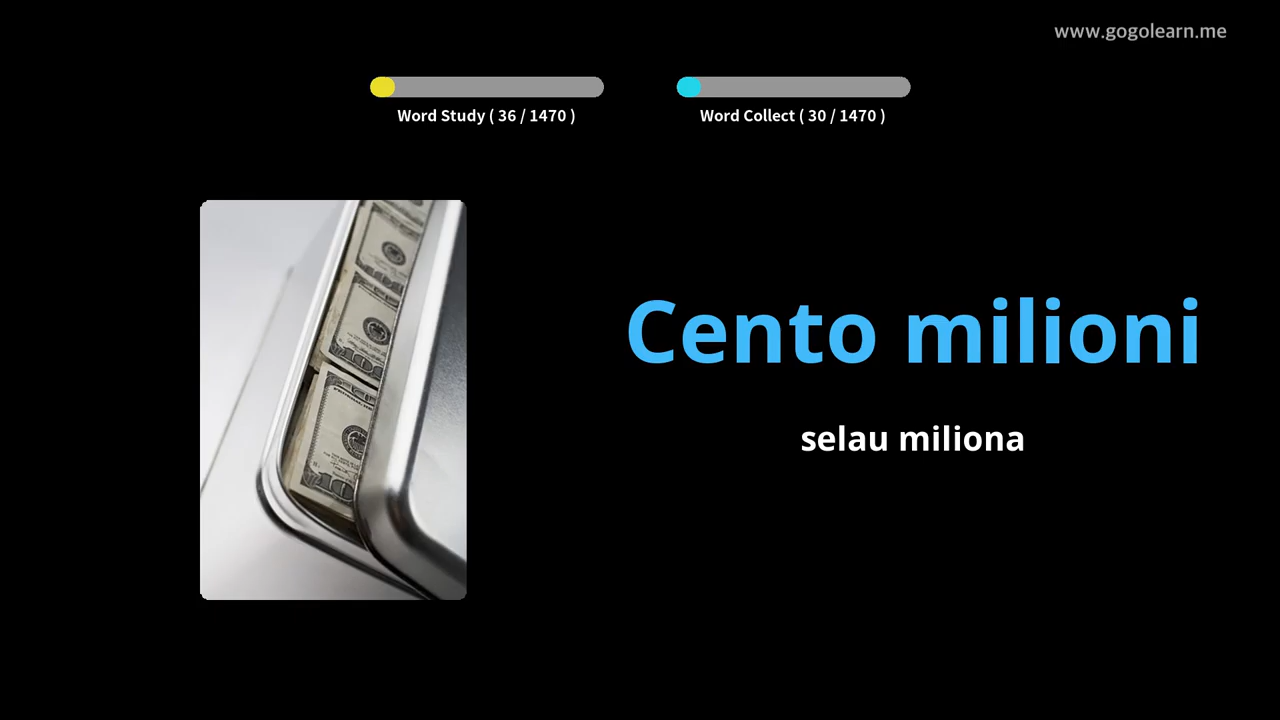 www.gogolearn.me
Word Study ( 36 / 1470 )
Word Collect ( 30 / 1470 )
Cento milioni
selau miliona